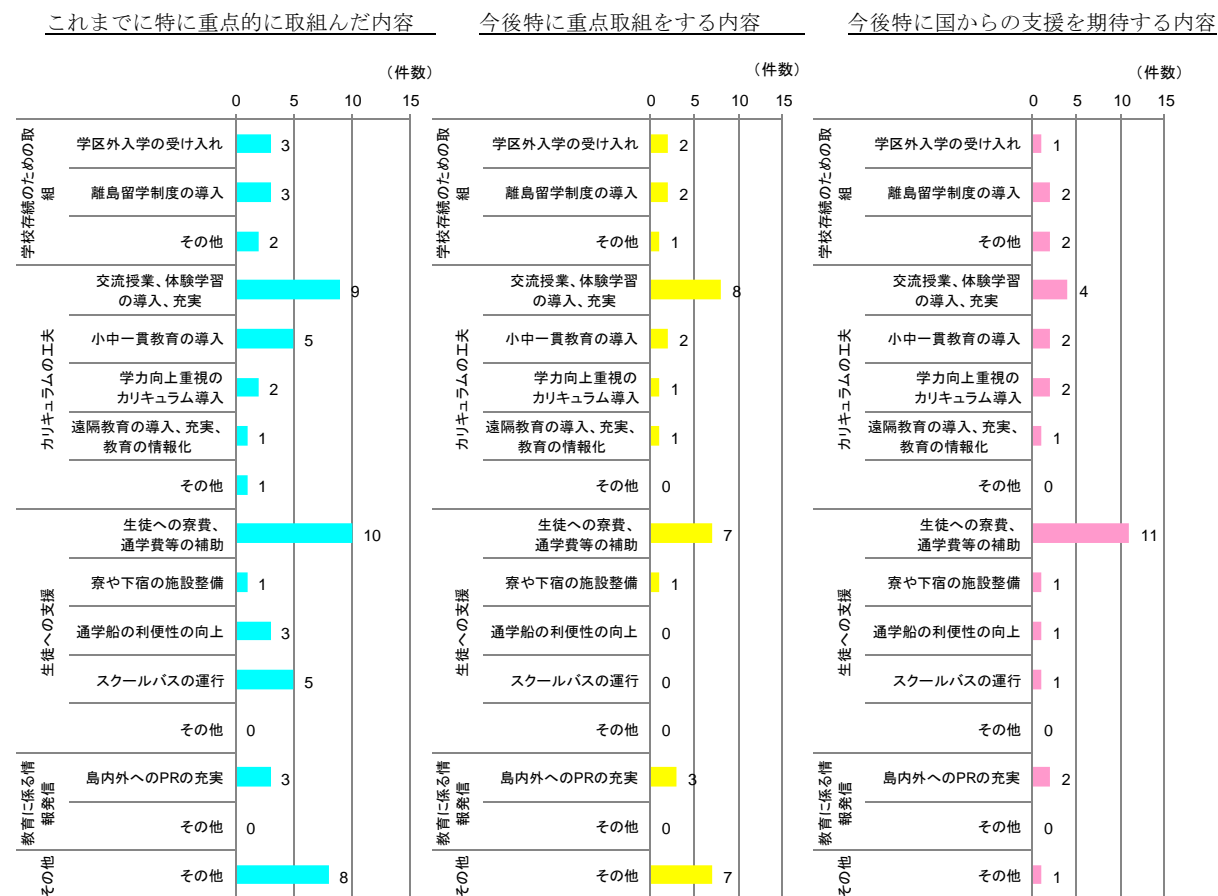 これまでに特に重点的に取組んだ内容
(件数)
0 5 10 15
学校存続のための取
組
学区外入学の受け入れ 3
離島留学制度の導入 3
その他 2
カリキュラムの工夫
交流授業、体験学習
の導入、充実 9
小中一貫教育の導入 5
学力向上重視の
カリキュラム導入 2
遠隔教育の導入、充実、
教育の情報化 1
その他 1
生徒への支援
生徒への寮費、
通学費等の補助 10
寮や下宿の施設整備 1
通学船の利便性の向上 3
スクールバスの運行 5
その他 0
教育に係る情
報発信
島内外へのPRの充実 3
その他 0
その他
その他 8
今後特に重点取組をする内容
(件数)
0 5 10 15
学校存続のための取
組
学区外入学の受け入れ 2
離島留学制度の導入 2
その他 1
カリキュラムの工夫
交流授業、体験学習
の導入、充実 8
小中一貫教育の導入 2
学力向上重視の
カリキュラム導入 1
遠隔教育の導入、充実、
教育の情報化 1
その他 0
生徒への支援
生徒への寮費、
通学費等の補助 7
寮や下宿の施設整備 1
通学船の利便性の向上 0
スクールバスの運行 0
その他 0
教育に係る情
報発信
島内外へのPRの充実 3
その他 0
その他
その他 7
今後特に国からの支援を期待する内容
(件数)
0 5 10 15
学校存続のための取
組
学区外入学の受け入れ 1
離島留学制度の導入 2
その他 2
カリキュラムの工夫
交流授業、体験学習
の導入、充実 4
小中一貫教育の導入 2
学力向上重視の
カリキュラム導入 2
遠隔教育の導入、充実、
教育の情報化 1
その他 0
生徒への支援
生徒への寮費、
通学費等の補助 11
寮や下宿の施設整備 1
通学船の利便性の向上 1
スクールバスの運行 1
その他 0
教育に係る情
報発信
島内外へのPRの充実 2
その他 0
その他
その他 1